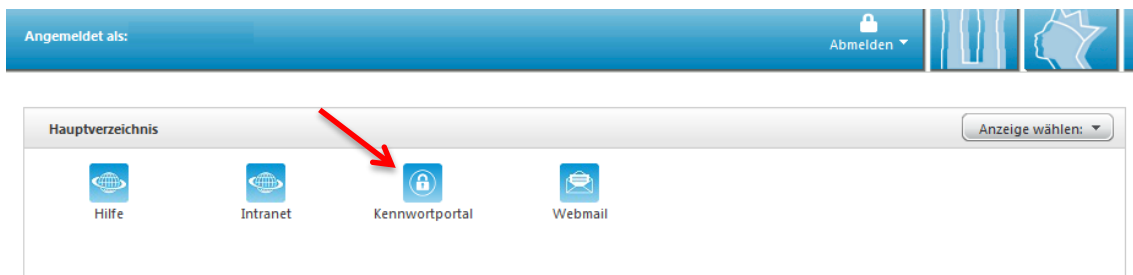 Angemeldet als:
Abmelden
Hauptverzeichnis
Anzeige wählen:
Hilfe
Intranet
Kennwortportal
Webmail